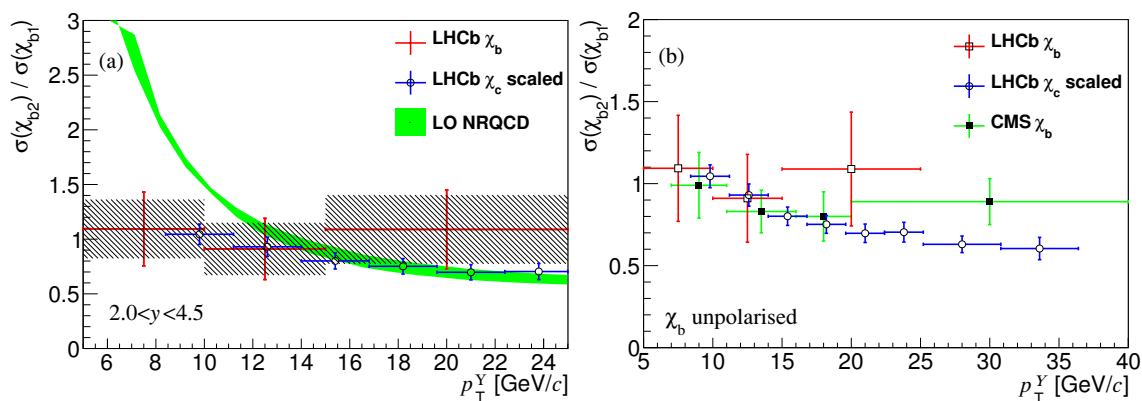 σ(χb2) / σ(χb1)
3
2.5
2
1.5
1
0.5
0
(a)
LHCb χb
LHCb χc scaled
LO NRQCD
2.0<y<4.5
6 8 10 12 14 16 18 20 22 24
pTΥ [GeV/c]
σ(χb2) / σ(χb1)
2
1.5
1
0.5
0
(b)
LHCb χb
LHCb χc scaled
CMS χb
χb unpolarised
5 10 15 20 25 30 35 40
pTΥ [GeV/c]